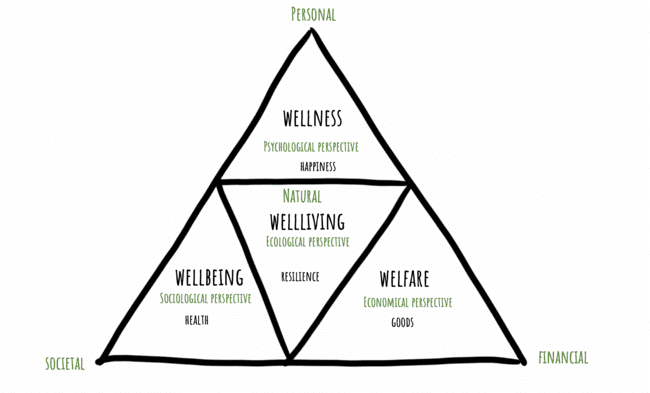 Personal
WELLNESS
Psychological perspective
HAPPINESS
Natural
WELLLIVING
Ecological perspective
RESILIENCE
WELLBEING
Sociological perspective
HEALTH
WELFARE
Economical perspective
GOODS
SOCIETAL
FINANCIAL